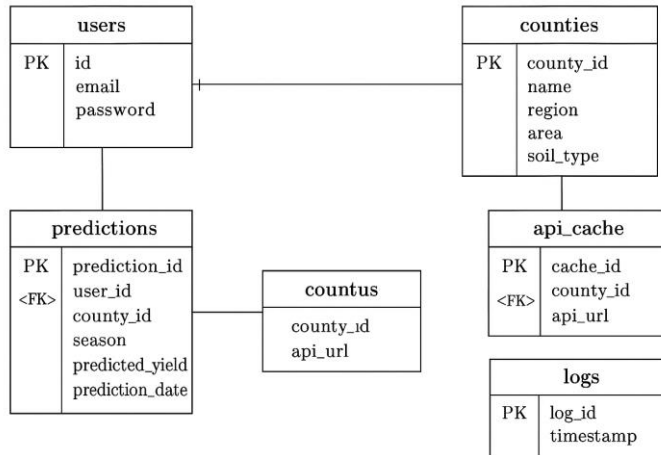 users
PK id
email
password
counties
PK county_id
name
region
area
soil_type
predictions
PK prediction_id
<FK> user_id
county_id
season
predicted_yield
prediction_date
countus
county_id
api_url
api_cache
PK cache_id
<FK> county_id
api_url
logs
PK log_id
timestamp